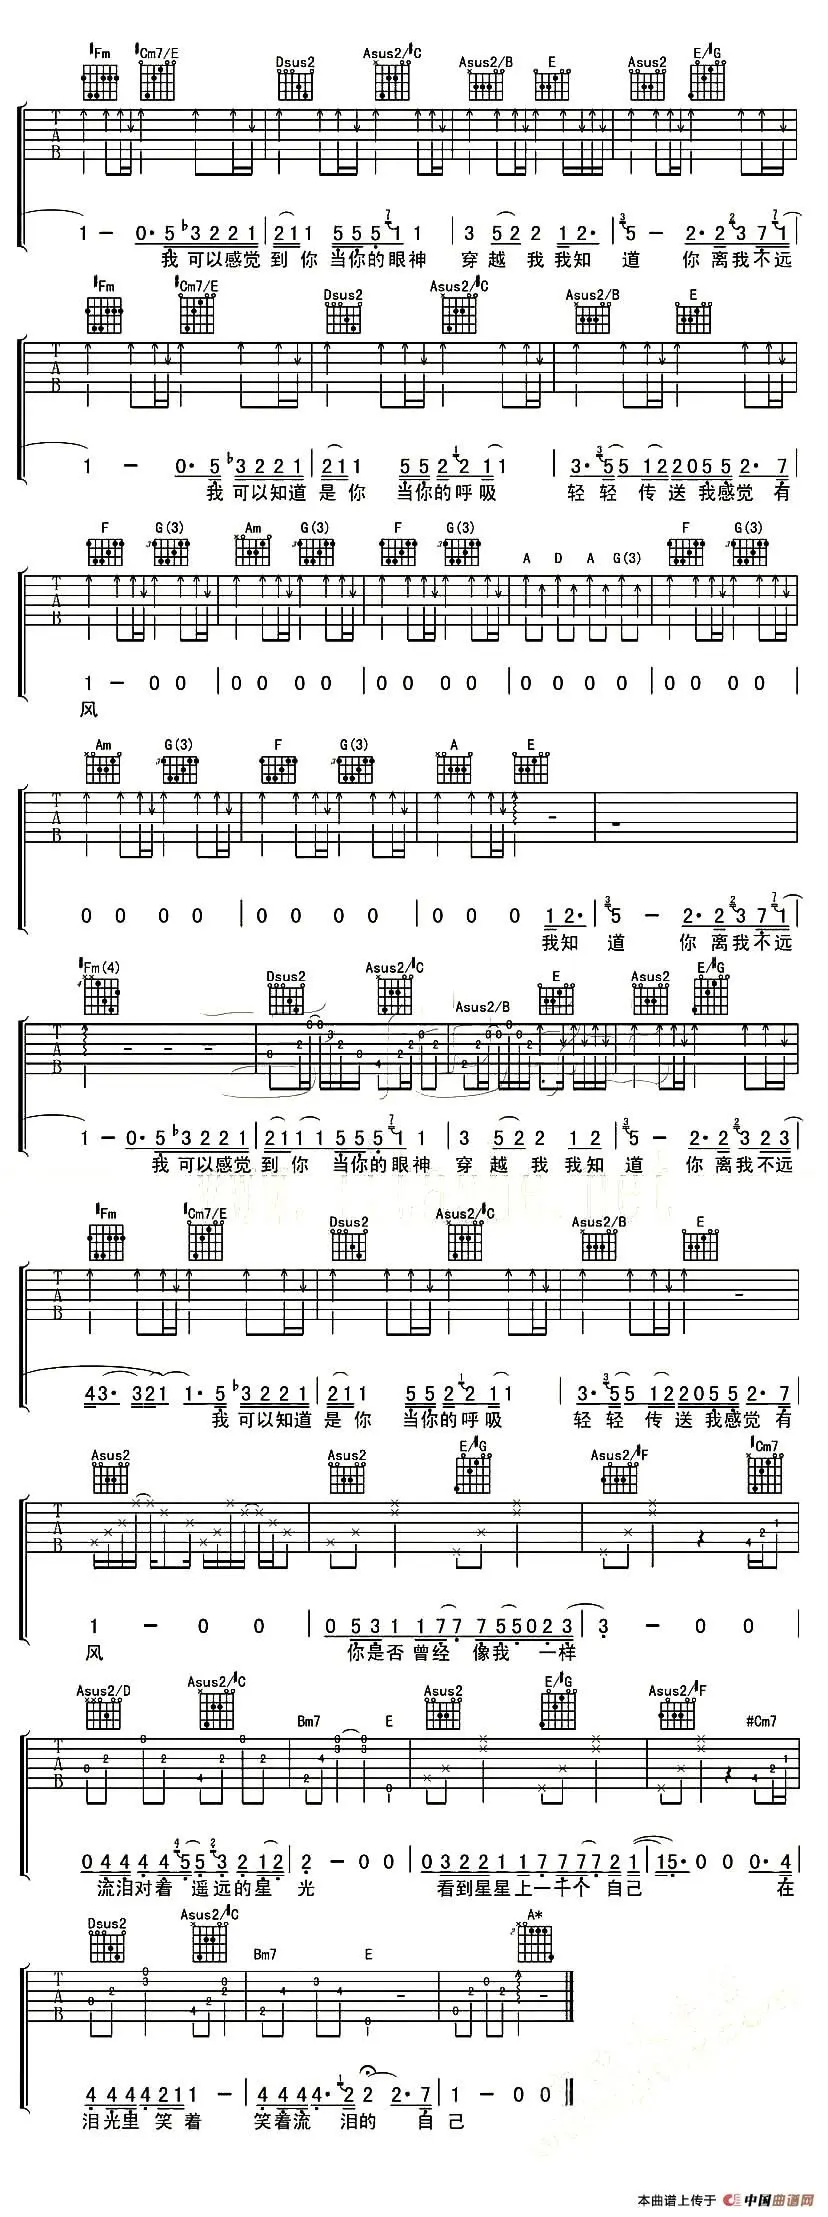 #Fm #Cm7/E Dsus2 Asus2/#C Asus2/B E Asus2 E/#G
1 - 0· 5 b3 2 2 1 | 2 1 1 5 5 5 7 1 1 | 3 5 2 2 1 2· | 3 5 - 2· 2 2 3 7 1
我 可以感觉 到 你 当你的眼神 穿越 我 我知 道 你 离我不远
#Fm #Cm7/E Dsus2 Asus2/#C Asus2/B E
1 - 0· 5 b3 2 2 1 | 2 1 1 5 5 2 1 2 1 1 | 3· 3 5 5 1 2 2 0 5 5 2· 7
我 可以知道 是 你 当你的呼吸 轻 轻 传 送 我感觉 有
F G(3) Am G(3) F G(3) A D A G(3) F G(3)
1 - 0 0 | 0 0 0 0 | 0 0 0 0 | 0 0 0 0 | 0 0 0 0
风
Am G(3) F G(3) A E
0 0 0 0 | 0 0 0 0 | 0 0 0 1 2· | 3 5 - 2· 2 2 3 7 7 1
我知 道 你 离我不远
#Fm(4) Dsus2 Asus2/#C Asus2/B E Asus2 E/#G
1 - 0· 5 b3 2 2 1 | 2 1 1 1 5 5 5 7 1 1 | 3 5 2 2 1 2 | 3 5 - 2· 2 2 3 2 3
我 可以感觉 到 你 当你的眼神 穿 越 我 我知 道 你 离我不远
#Fm #Cm7/E Dsus2 Asus2/#C Asus2/B E
4 3· 3 2 1 1· 5 b3 2 2 1 | 2 1 1 5 5 2 1 2 1 1 | 3· 3 5 5 1 2 2 0 5 5 2· 7
我 可以知道 是 你 当你的呼吸 轻 轻 传 送 我感觉 有
Asus2 Asus2 E/#G Asus2/#F #Cm7
1 - 0 0 | 0 5 3 1 1 7 7 7 5 5 0 2 3 | 3· - 0 0
风 你是否 曾经 像我 一样
Asus2/D Asus2/#C Bm7 E Asus2 E/#G Asus2/#F #Cm7
0 4 4 4 4 4 5 5 2 3 2 1 2 | 2 - 0 0 | 0 3 2 2 1 1 7 7 7 7 2 1 | 1 5· 0 0 0· 4
流泪对着 遥远的星 光 看到星星上一千个 自己 在
Dsus2 Asus2/#C Bm7 E A*
4 4 4 4 2 1 1 - | 4 4 4 4· 1 2 2 2· 7 | 1 - 0 0
泪光里 笑着 笑着流 泪的 自己
本曲谱上传于 中国曲谱网